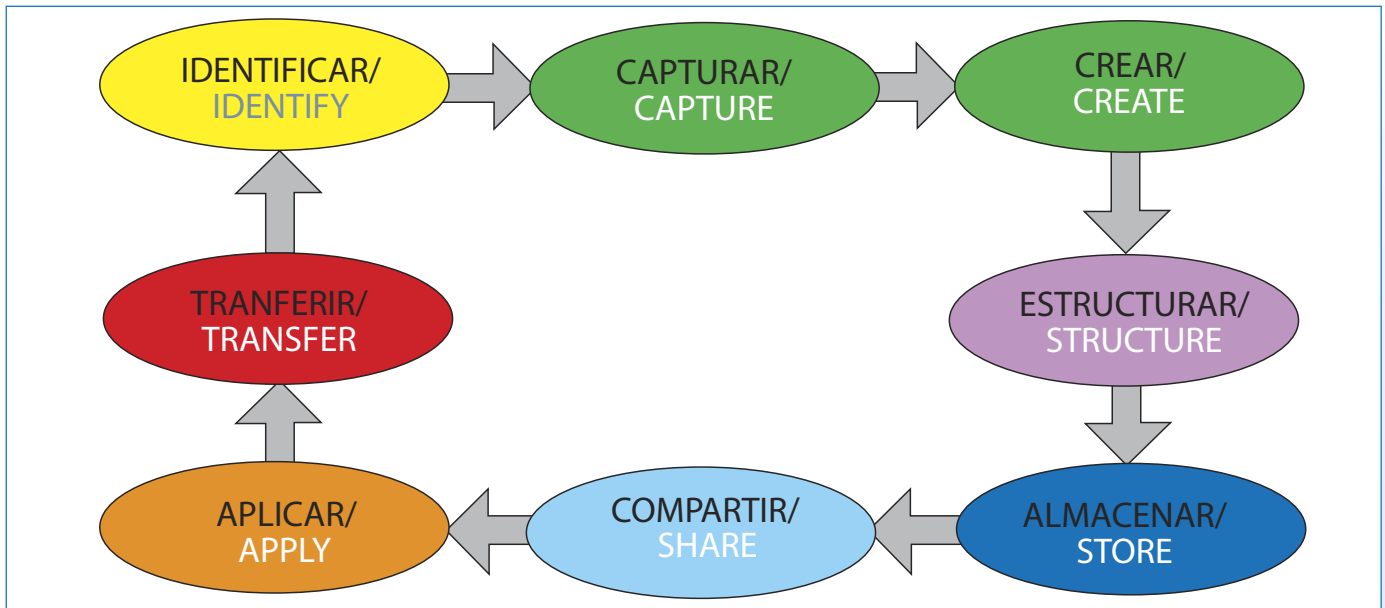 IDENTIFICAR/
IDENTIFY
CAPTURAR/
CAPTURE
CREAR/
CREATE
TRANFERIR/
TRANSFER
ESTRUCTURAR/
STRUCTURE
APLICAR/
APPLY
COMPARTIR/
SHARE
ALMACENAR/
STORE